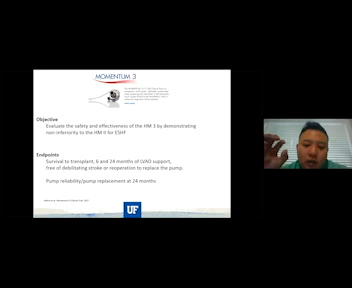 MOMENTUM 3
Objective
Evaluate the safety and effectiveness of the HM 3 by demonstrating
non-inferiority to the HM II for ESHF
Endpoints
Survival to transplant, 6 and 24 months of LVAD support,
free of debilitating stroke or reoperation to replace the pump.
Pump reliability/pump replacement at 24 months
UF